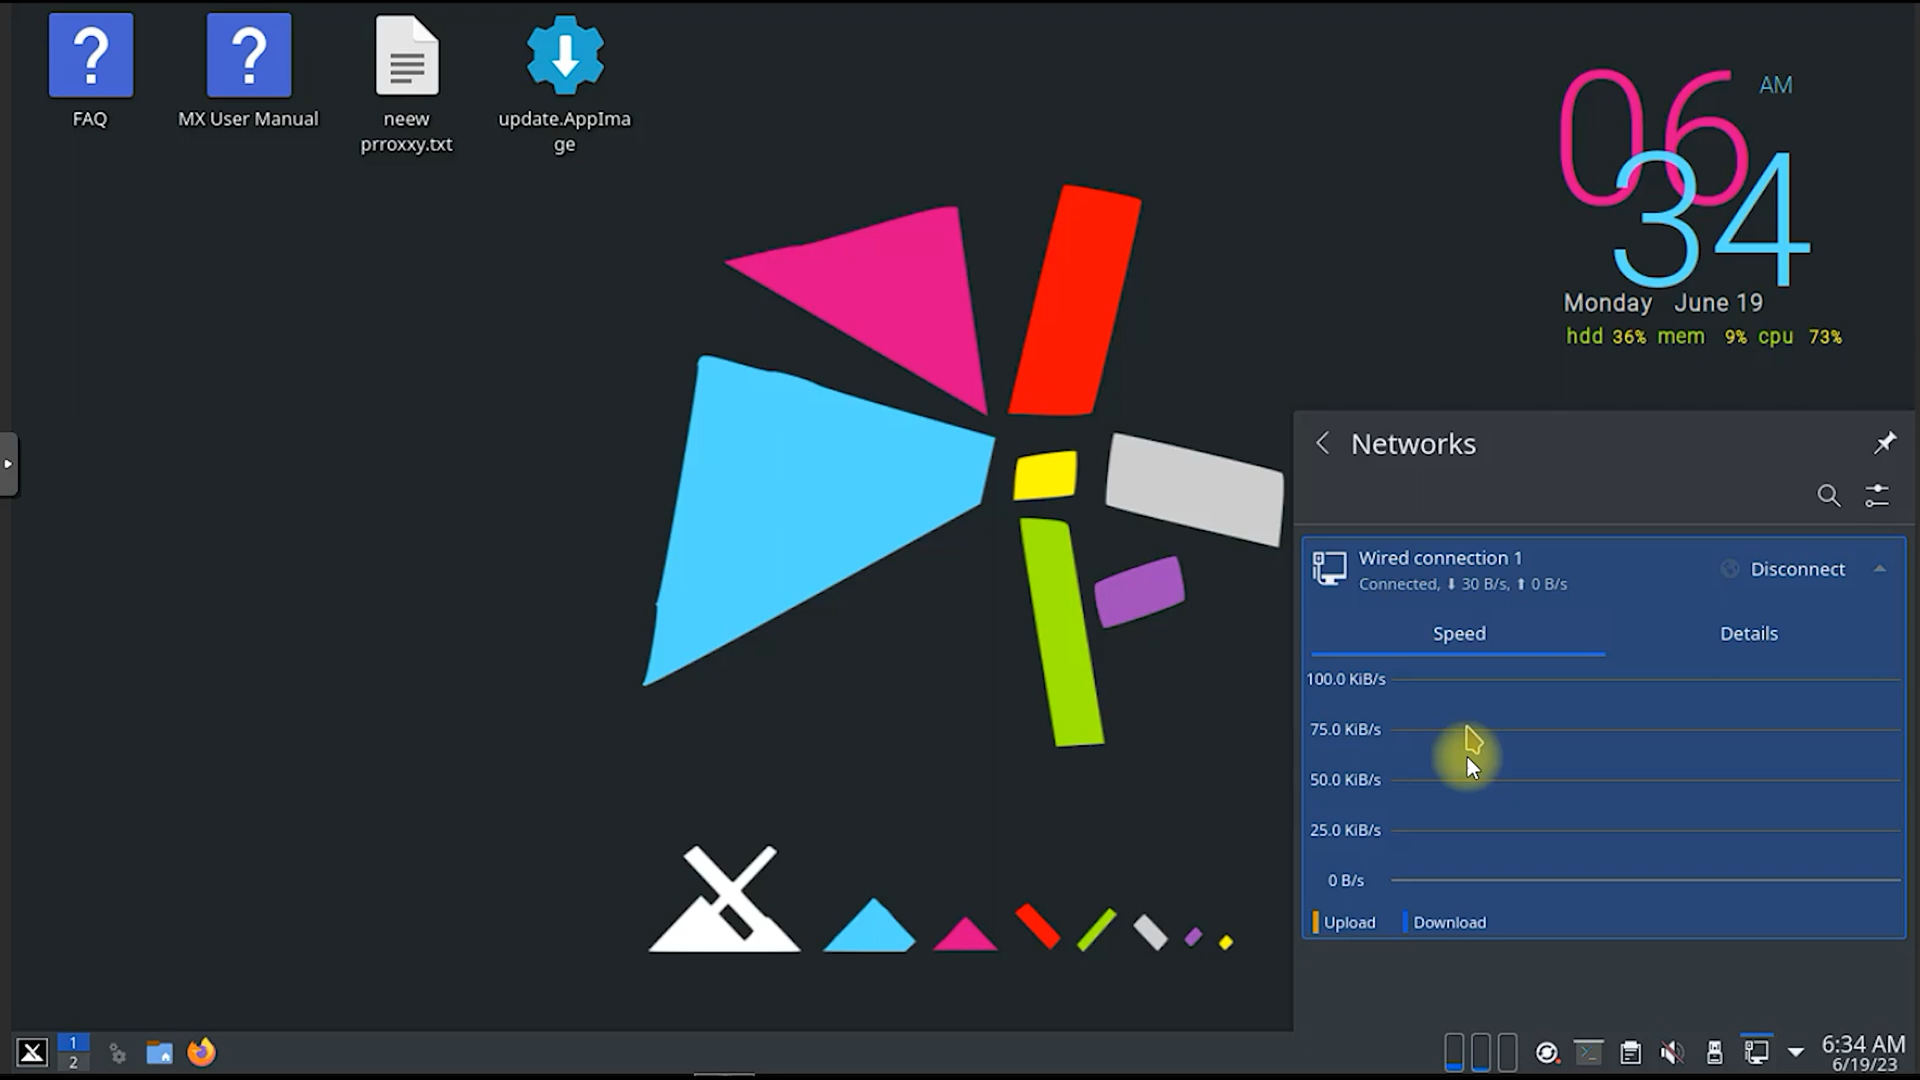 FAQ
MX User Manual
neew
prroxxy.txt
update.AppIma
ge
06 AM
34
Monday June 19
hdd 36% mem 9% cpu 73%
Networks
Wired connection 1
Connected, ⬇ 30 B/s, ⬆ 0 B/s
Disconnect
Speed
Details
100.0 KiB/s
75.0 KiB/s
50.0 KiB/s
25.0 KiB/s
0 B/s
Upload
Download
1
2
6:34 AM
6/19/23